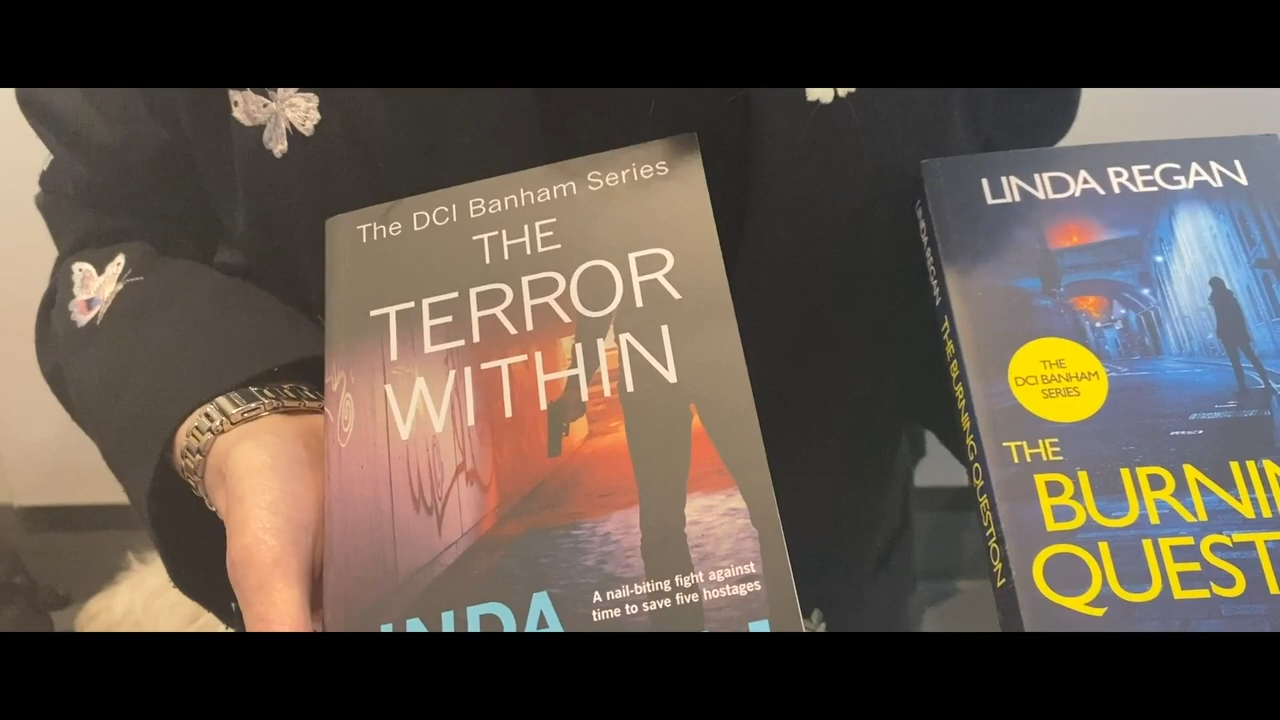 The DCI Banham Series
THE
TERROR
WITHIN
A nail-biting fight against
time to save five hostages
LINDA REGAN
THE
DCI BANHAM
SERIES
THE
LINDA REGAN THE BURNING QUESTION